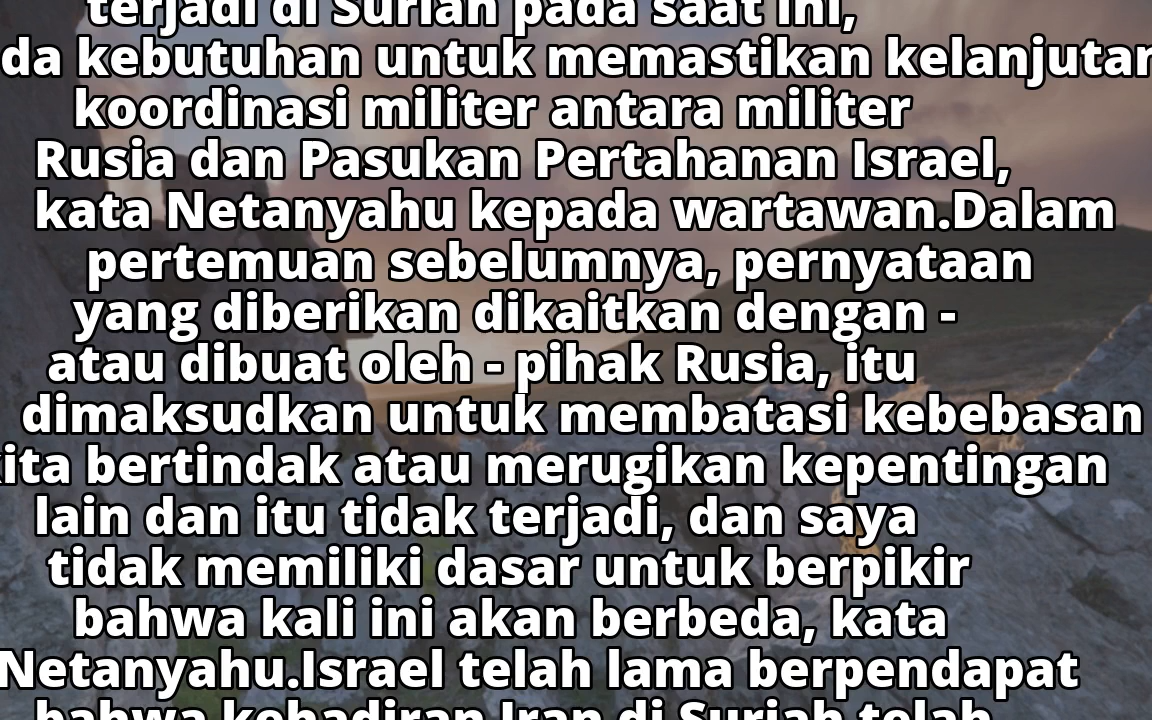 terjadi di Suriah pada saat ini,
da kebutuhan untuk memastikan kelanjutan
koordinasi militer antara militer
Rusia dan Pasukan Pertahanan Israel,
kata Netanyahu kepada wartawan.Dalam
pertemuan sebelumnya, pernyataan
yang diberikan dikaitkan dengan -
atau dibuat oleh - pihak Rusia, itu
dimaksudkan untuk membatasi kebebasan
kita bertindak atau merugikan kepentingan
lain dan itu tidak terjadi, dan saya
tidak memiliki dasar untuk berpikir
bahwa kali ini akan berbeda, kata
Netanyahu.Israel telah lama berpendapat
bahwa kehadiran Iran di Suriah telah